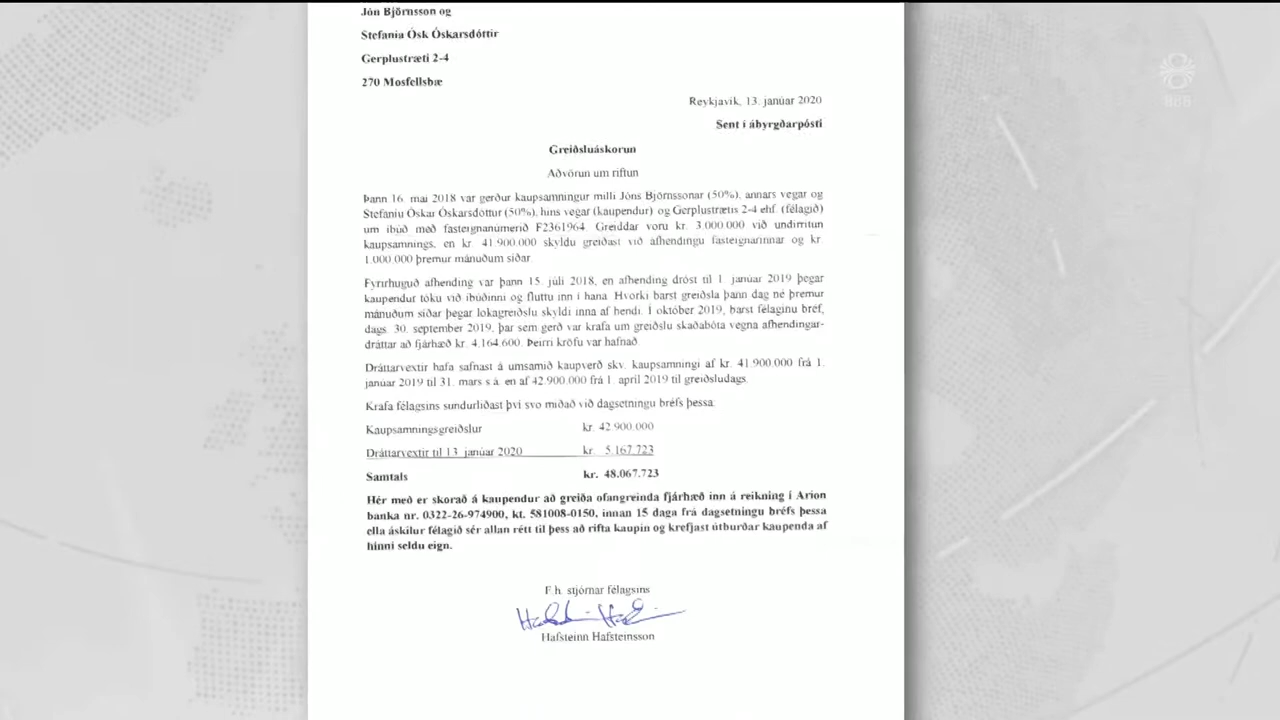 Jón Björnsson og
Stefanía Ósk Óskarsdóttir
Gerplustræti 2-4
270 Mosfellsbæ
RÚV
Reykjavík, 13. janúar 2020
Sent í ábyrgðarpósti
Greiðsluáskorun
Aðvörun um riftun
Þann 16. maí 2018 var gerður kaupsamningur milli Jóns Björnssonar (50%), annars vegar og
Stefaníu Óskar Óskarsdóttur (50%), hins vegar (kaupendur) og Gerplustrætis 2-4 ehf. (félagið)
um íbúð með fasteignanúmerið F2361964. Greiddar voru kr. 3.000.000 við undirritun
kaupsamnings, en kr. 41.900.000 skyldu greiðast við afhendingu fasteignarinnar og kr.
1.000.000 þremur mánuðum síðar.
Fyrirhuguð afhending var þann 15. júlí 2018, en afhending dróst til 1. janúar 2019 þegar
kaupendur tóku við íbúðinni og fluttu inn í hana. Hvorki barst greiðsla þann dag né þremur
mánuðum síðar þegar lokagreiðslu skyldi inna af hendi. Í október 2019, barst félaginu bréf,
dags. 30. september 2019, þar sem gerð var krafa um greiðslu skaðabóta vegna afhendingar-
dráttar að fjárhæð kr. 4.164.600. Þeirri kröfu var hafnað.
Dráttarvextir hafa safnast á umsamið kaupverð skv. kaupsamningi af kr. 41.900.000 frá 1.
janúar 2019 til 31. mars s.á. en af 42.900.000 frá 1. apríl 2019 til greiðsludags.
Krafa félagsins sundurliðast því svo miðað við dagsetningu bréfs þessa:
Kaupsamningsgreiðslur kr. 42.900.000
Dráttarvextir til 13. janúar 2020 kr. 5.167.723
Samtals kr. 48.067.723
Hér með er skorað á kaupendur að greiða ofangreinda fjárhæð inn á reikning í Arion
banka nr. 0322-26-974900, kt. 581008-0150, innan 15 daga frá dagsetningu bréfs þessa
ella áskilur félagið sér allan rétt til þess að rifta kaupin og krefjast útburðar kaupenda af
hinni seldu eign.
F.h. stjórnar félagsins
Hafsteinn Hafsteinsson